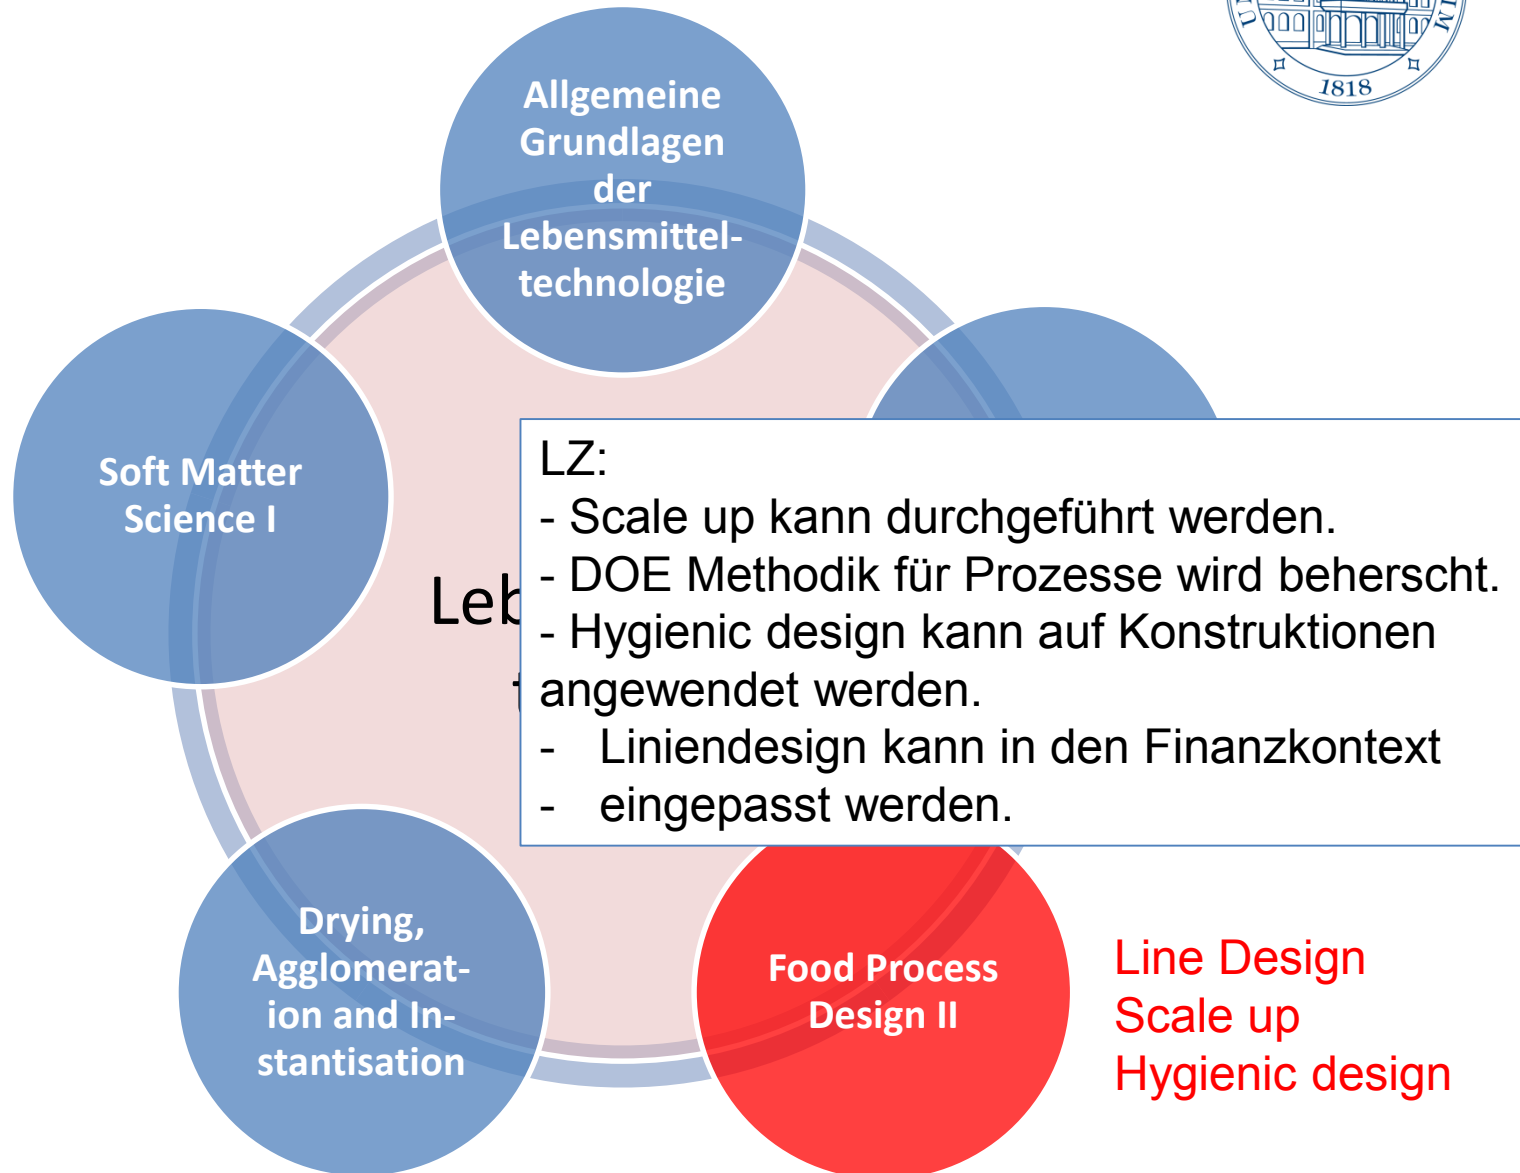 1818
Allgemeine
Grundlagen
der
Lebensmittel-
technologie
Soft Matter
Science I
LZ:
- Scale up kann durchgeführt werden.
- DOE Methodik für Prozesse wird beherscht.
- Hygienic design kann auf Konstruktionen
angewendet werden.
- Liniendesign kann in den Finanzkontext
- eingepasst werden.
Leb
Drying,
Agglomerat-
ion and In-
stantisation
Food Process
Design II
Line Design
Scale up
Hygienic design